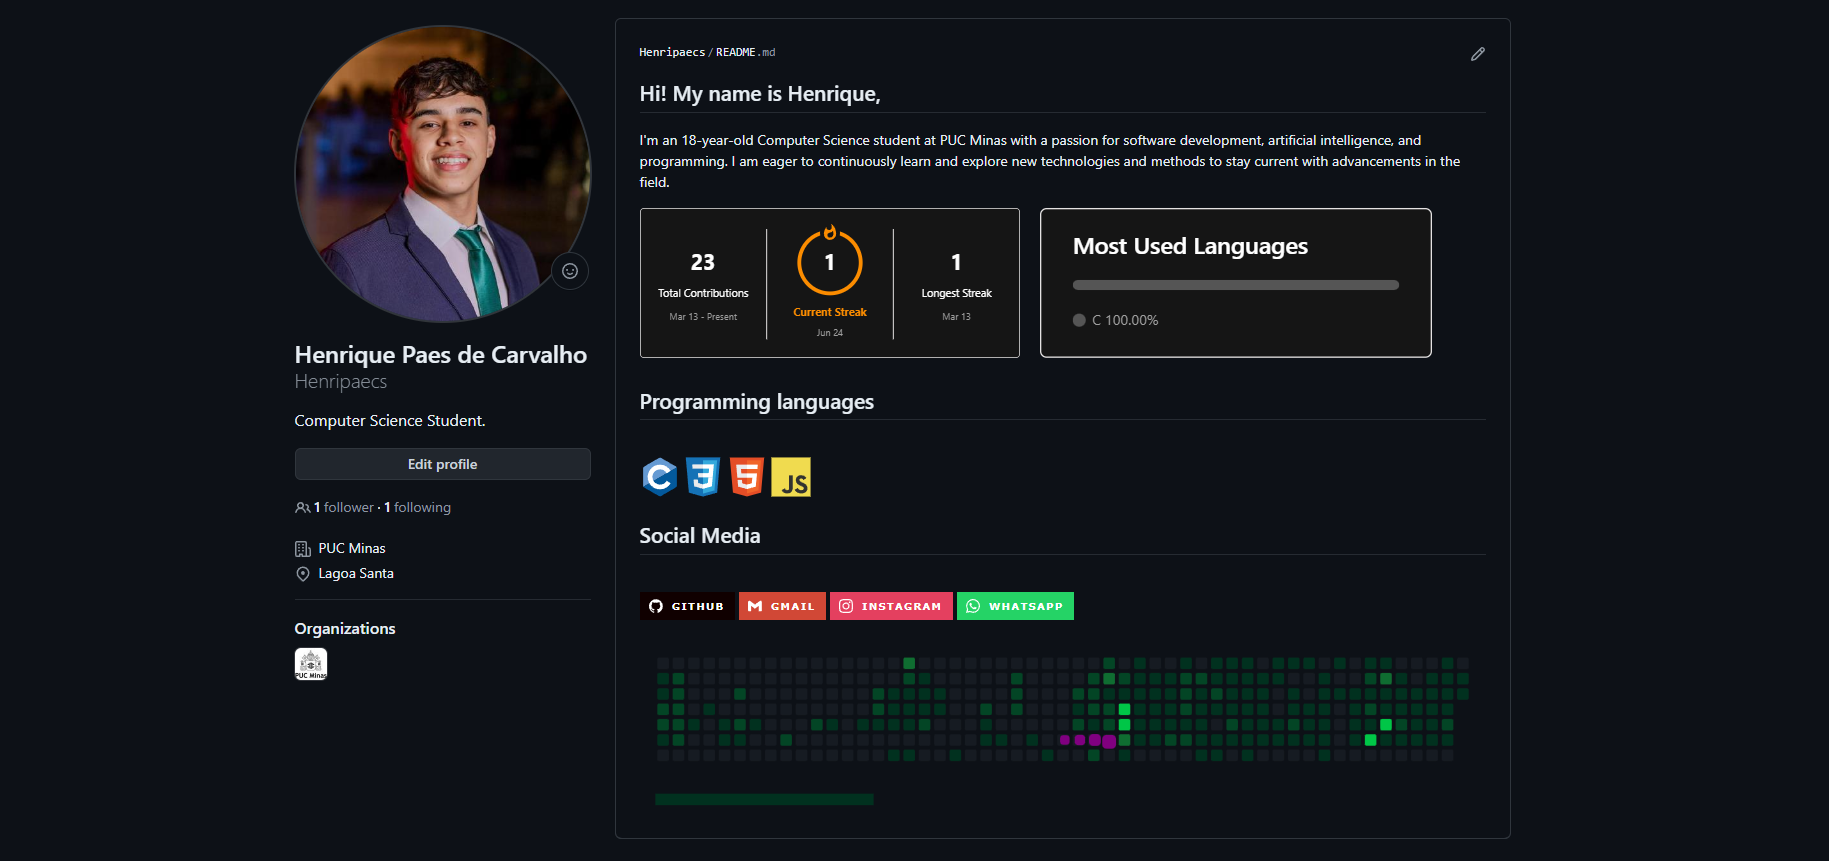 Henripaecs / README.md
Hi! My name is Henrique,
I'm an 18-year-old Computer Science student at PUC Minas with a passion for software development, artificial intelligence, and
programming. I am eager to continuously learn and explore new technologies and methods to stay current with advancements in the
field.
23
Total Contributions
Mar 13 - Present
1
Current Streak
Jun 24
1
Longest Streak
Mar 13
Most Used Languages
C 100.00%
Programming languages
C 3 5 JS
Social Media
GITHUB GMAIL INSTAGRAM WHATSAPP
Henrique Paes de Carvalho
Henripaecs
Computer Science Student.
Edit profile
1 follower · 1 following
PUC Minas
Lagoa Santa
Organizations
PUC Minas